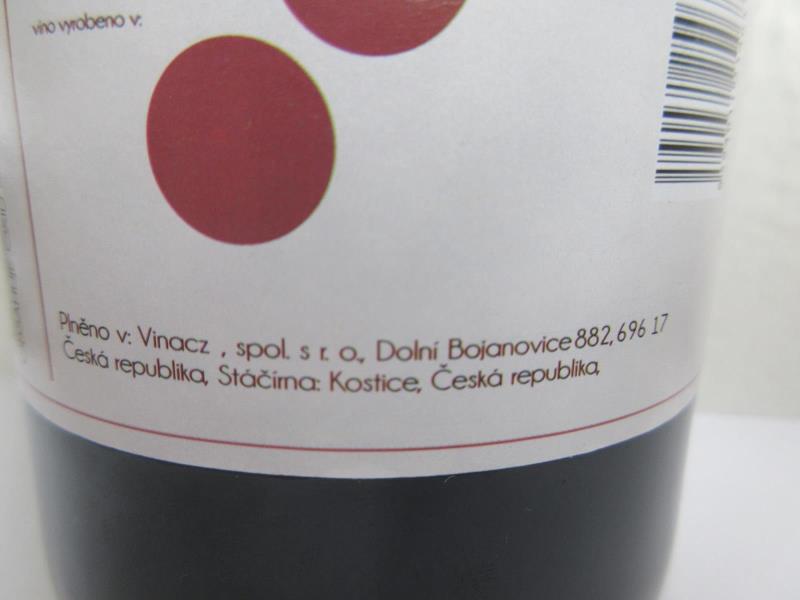 víno vyrobeno v:
Plněno v: Vinacz , spol. s r. o., Dolní Bojanovice 882, 696 17
Česká republika, Stáčírna: Kostice, Česká republika,